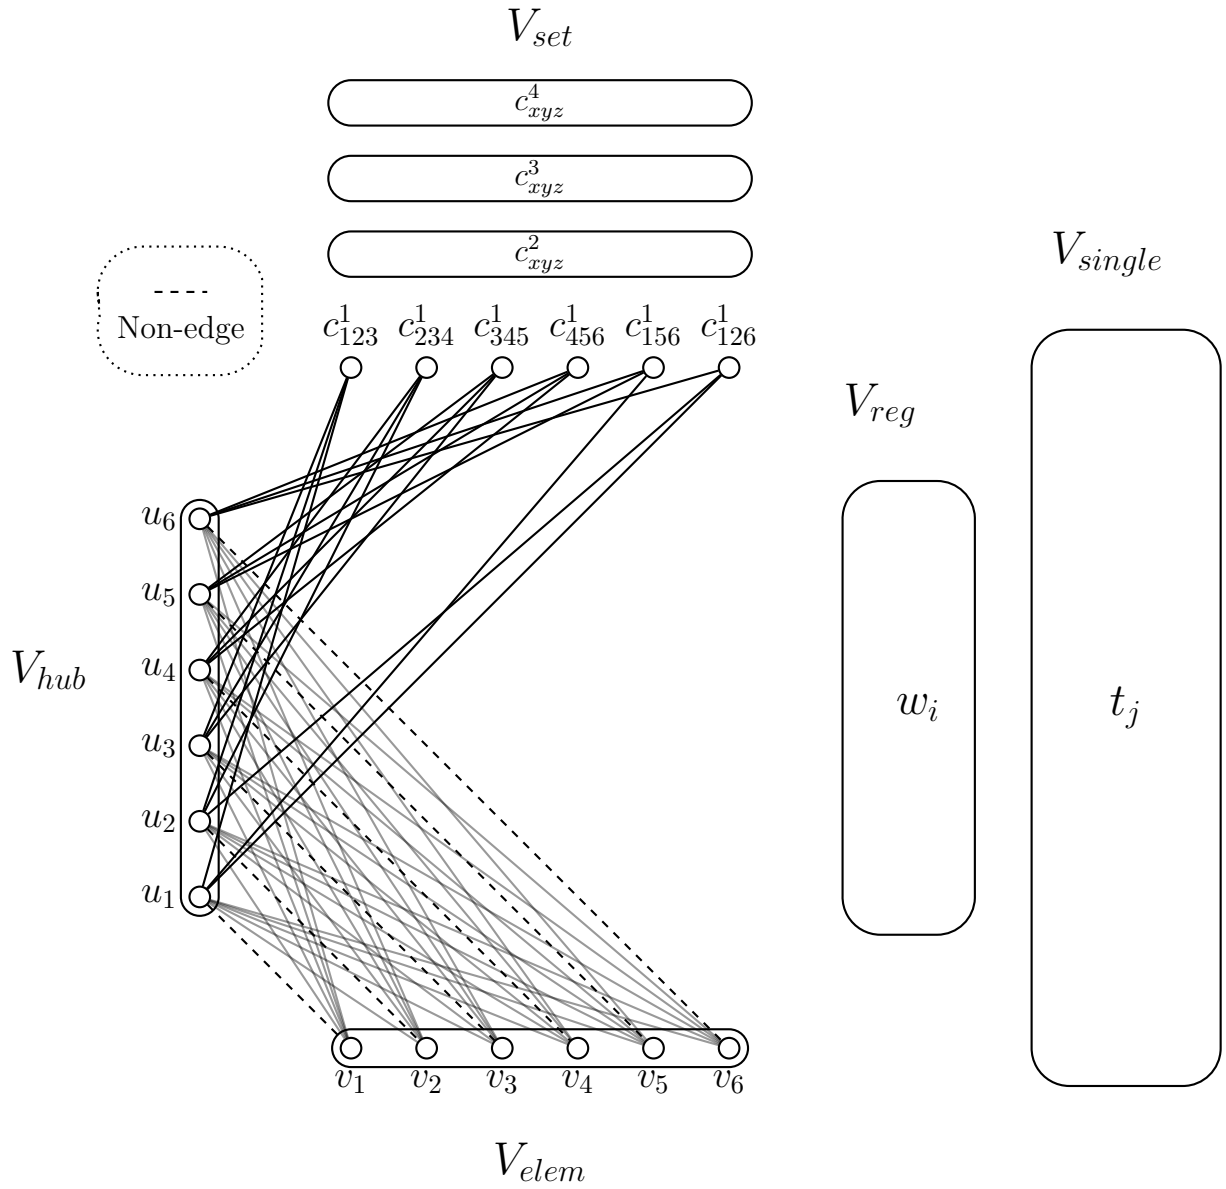 V_{set}
c^4_{xyz}
c^3_{xyz}
c^2_{xyz}
V_{single}
Non-edge
c^1_{123} c^1_{234} c^1_{345} c^1_{456} c^1_{156} c^1_{126}
V_{reg}
u_6
u_5
u_4
V_{hub}
w_i
t_j
u_3
u_2
u_1
v_1 v_2 v_3 v_4 v_5 v_6
V_{elem}